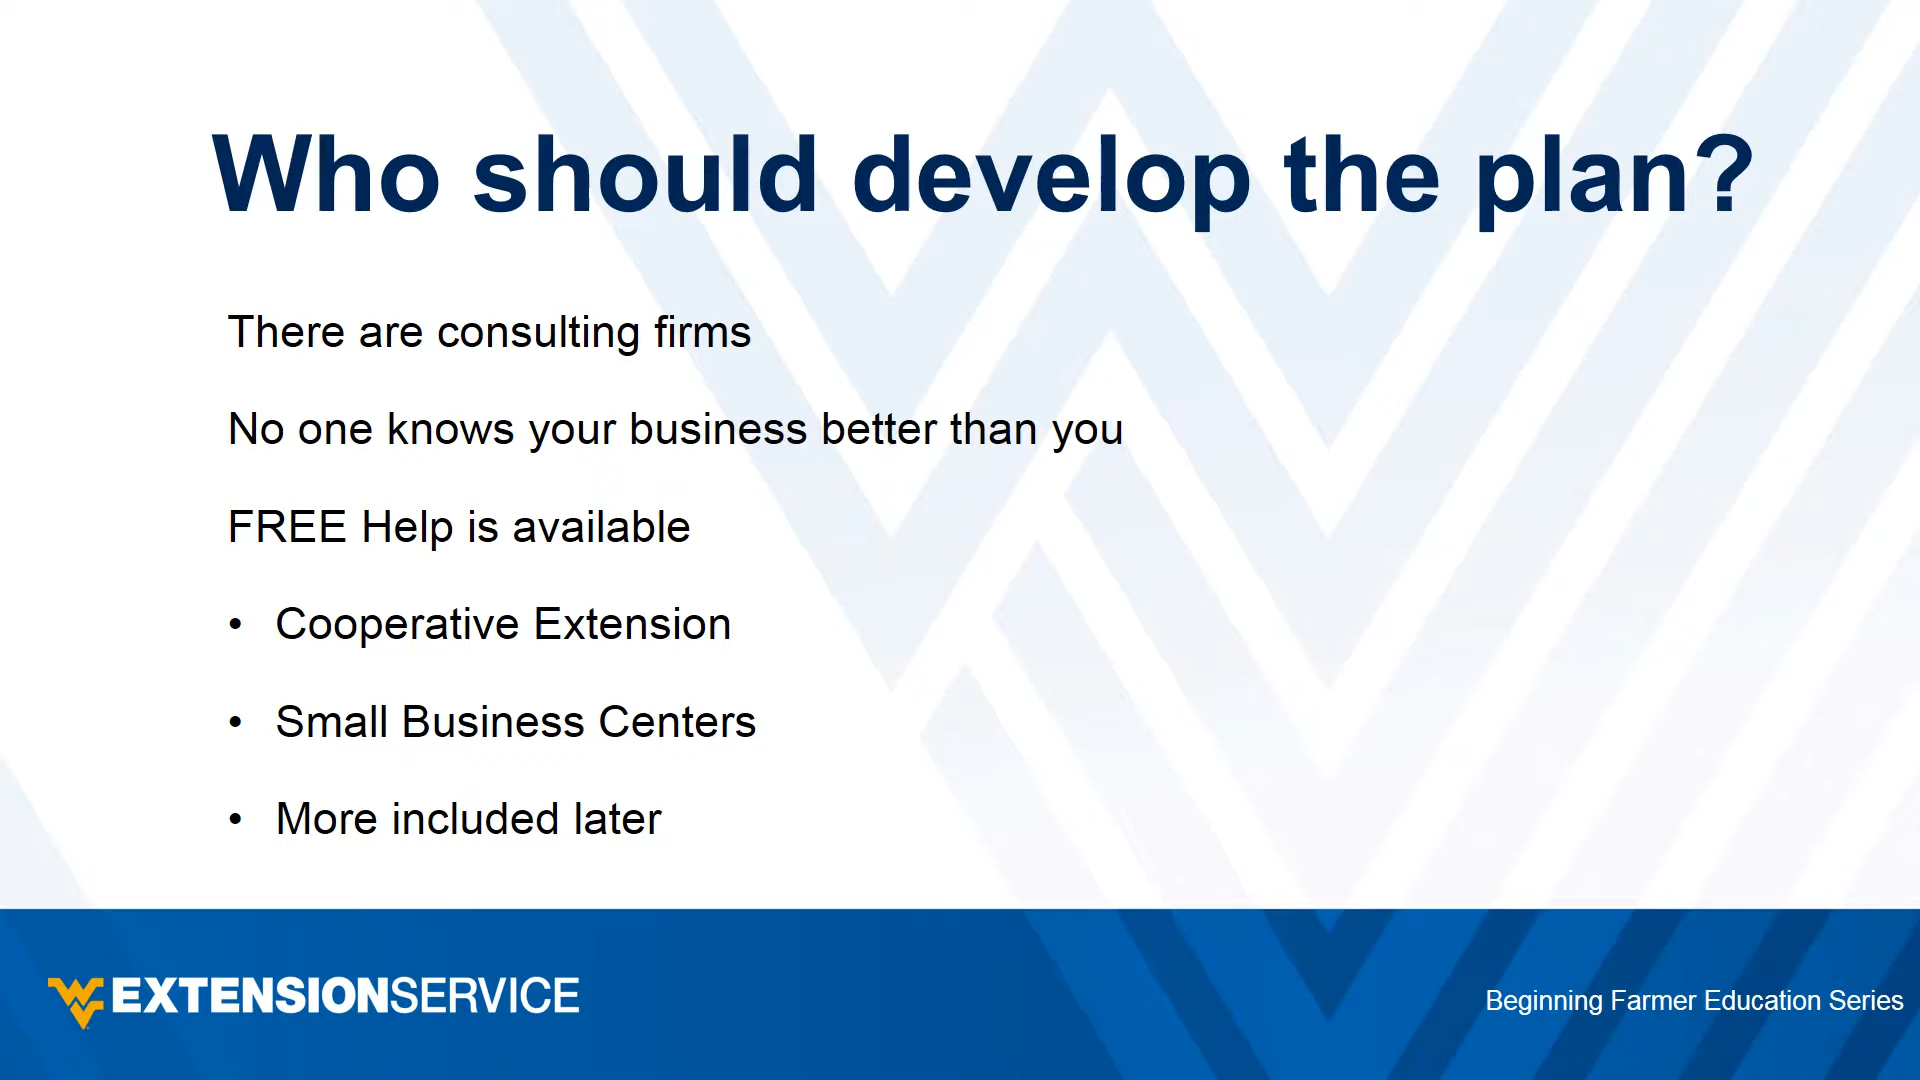 Who should develop the plan?
There are consulting firms
No one knows your business better than you
FREE Help is available
• Cooperative Extension
• Small Business Centers
• More included later
WV EXTENSIONSERVICE
Beginning Farmer Education Series